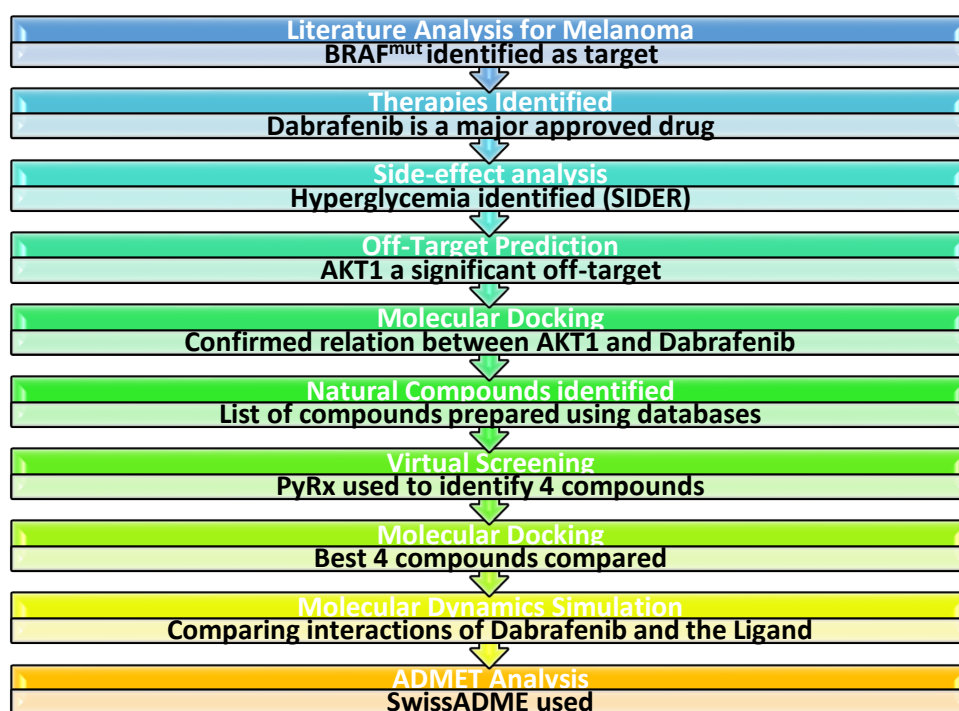 Literature Analysis for Melanoma
BRAFᵐᵘᵗ identified as target
Therapies Identified
Dabrafenib is a major approved drug
Side-effect analysis
Hyperglycemia identified (SIDER)
Off-Target Prediction
AKT1 a significant off-target
Molecular Docking
Confirmed relation between AKT1 and Dabrafenib
Natural Compounds identified
List of compounds prepared using databases
Virtual Screening
PyRx used to identify 4 compounds
Molecular Docking
Best 4 compounds compared
Molecular Dynamics Simulation
Comparing interactions of Dabrafenib and the Ligand
ADMET Analysis
SwissADME used